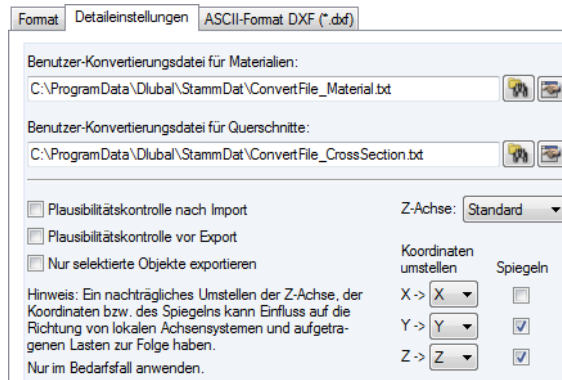 Format Detaileinstellungen ASCII-Format DXF (*.dxf)
Benutzer-Konvertierungsdatei für Materialien:
C:\ProgramData\Dlubal\StammDat\ConvertFile_Material.txt
Benutzer-Konvertierungsdatei für Querschnitte:
C:\ProgramData\Dlubal\StammDat\ConvertFile_CrossSection.txt
Plausibilitätskontrolle nach Import
Plausibilitätskontrolle vor Export
Nur selektierte Objekte exportieren
Hinweis: Ein nachträgliches Umstellen der Z-Achse, der
Koordinaten bzw. des Spiegelns kann Einfluss auf die
Richtung von lokalen Achsensystemen und aufgetra-
genen Lasten zur Folge haben.
Nur im Bedarfsfall anwenden.
Z-Achse: Standard
Koordinaten
umstellen Spiegeln
X -> X
Y -> Y
Z -> Z